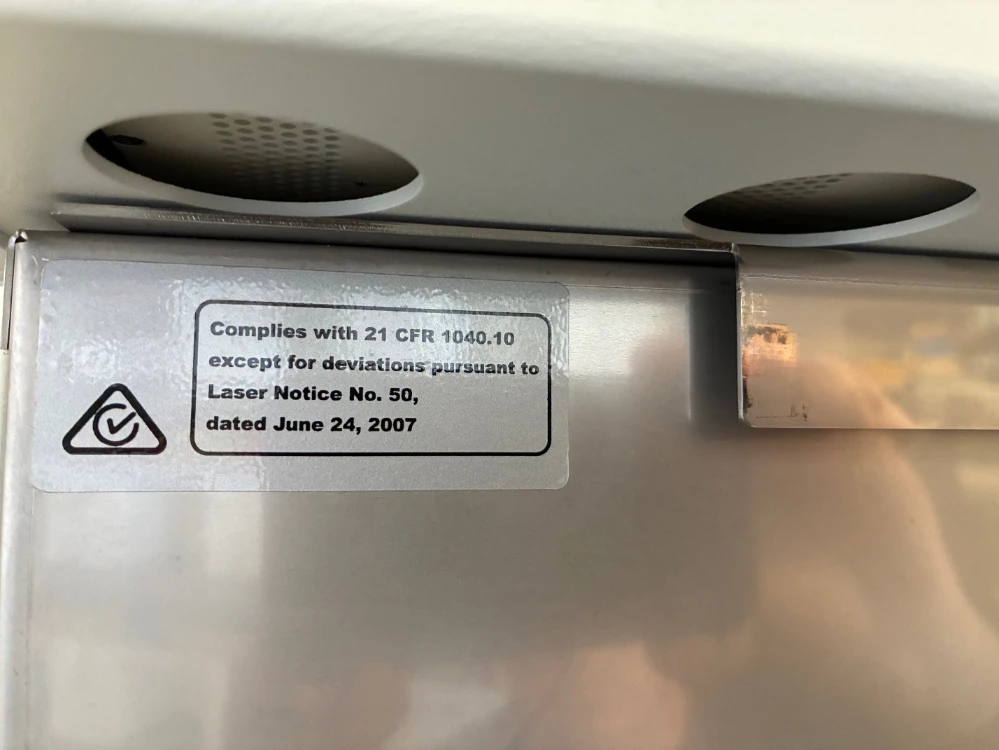 Complies with 21 CFR 1040.10
except for deviations pursuant to
Laser Notice No. 50,
dated June 24, 2007